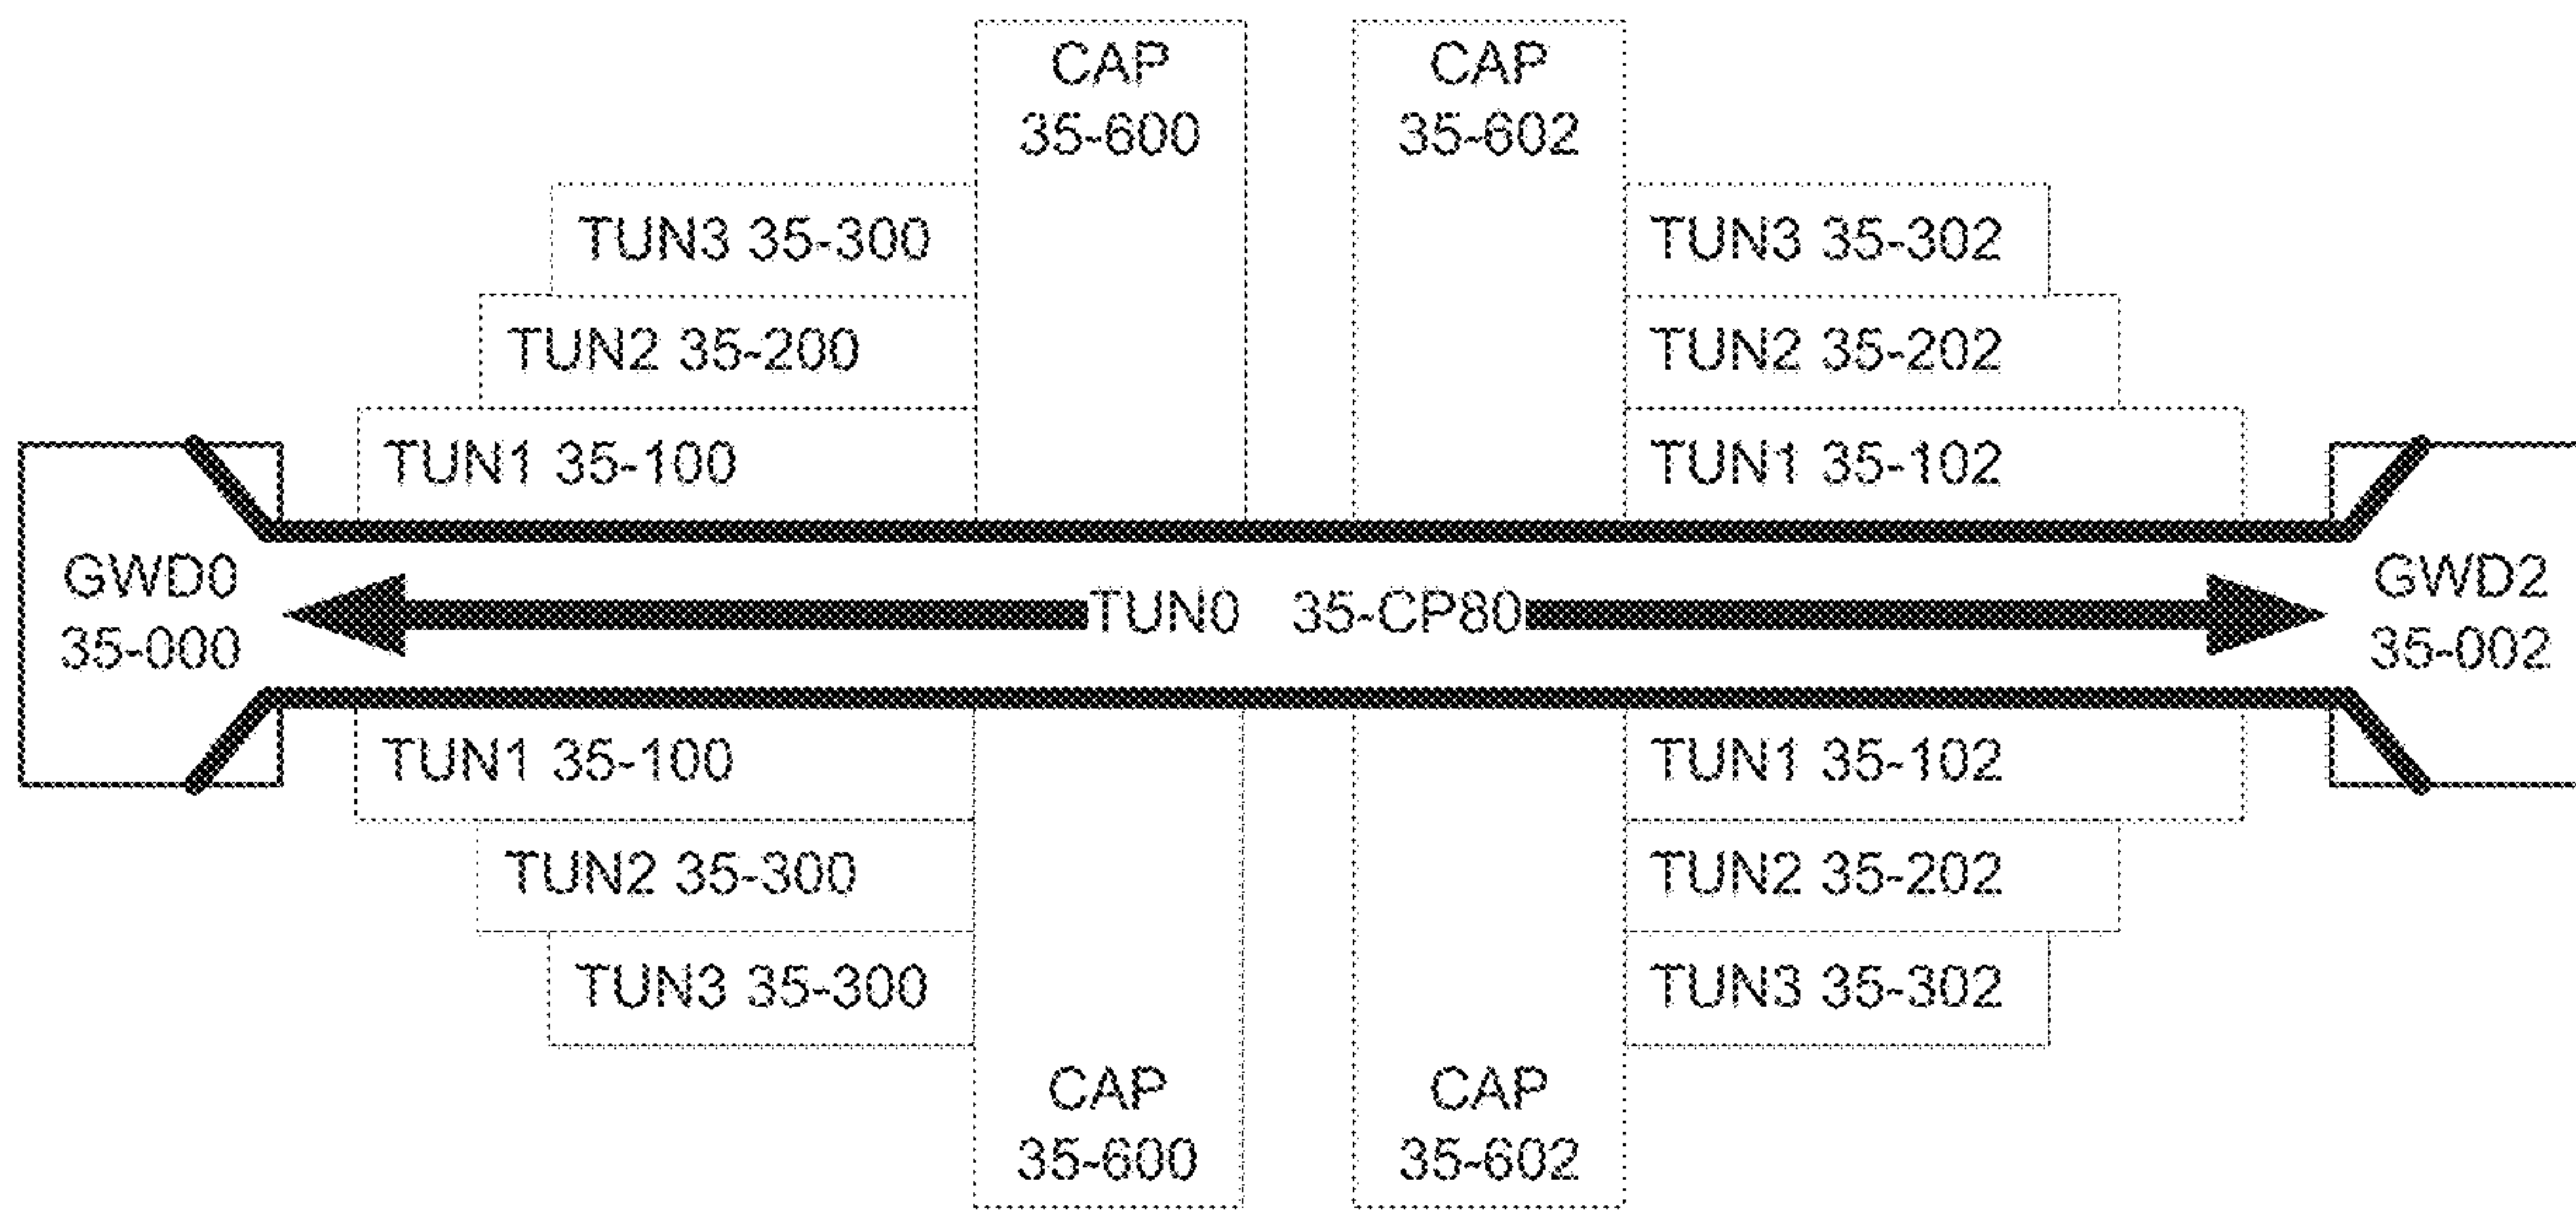 CAP
35-600
CAP
35-602
TUN3 35-300
TUN3 35-302
TUN2 35-200
TUN2 35-202
TUN1 35-100
TUN1 35-102
GWD0
35-000
TUN0 35-CP80
GWD2
35-002
TUN1 35-100
TUN1 35-102
TUN2 35-300
TUN2 35-202
TUN3 35-300
TUN3 35-302
CAP
35-600
CAP
35-602